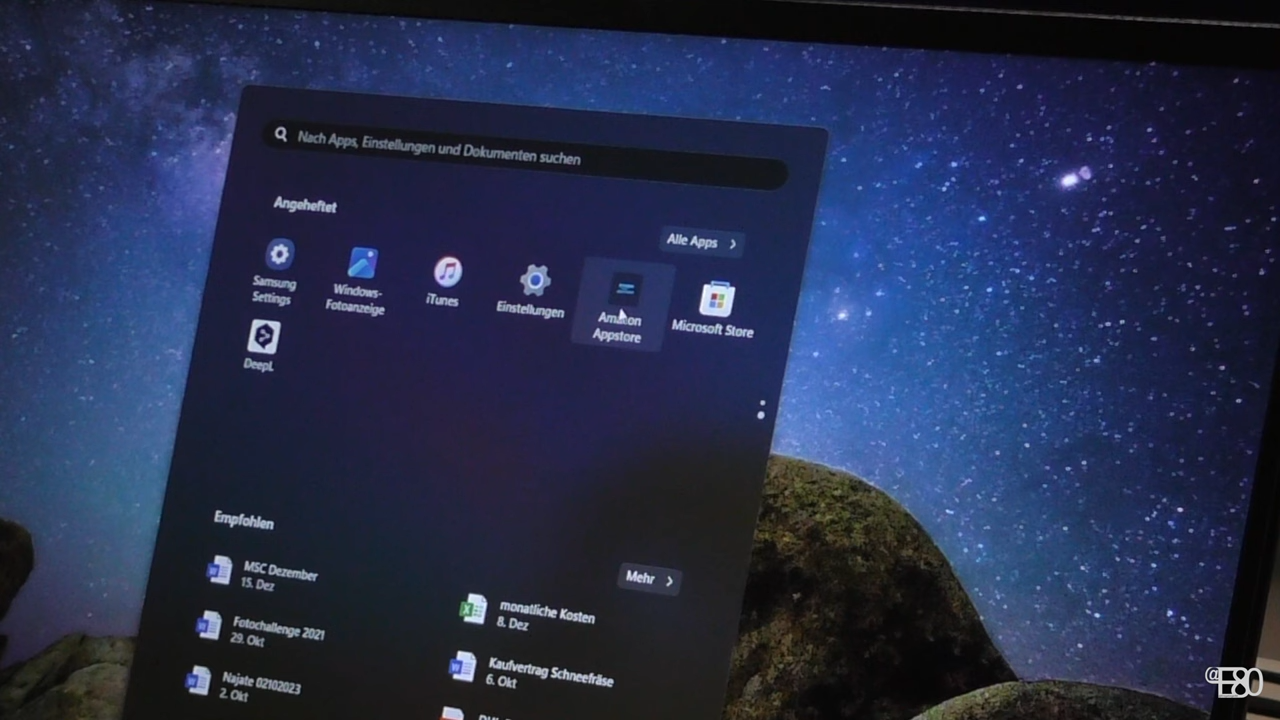 Nach Apps, Einstellungen und Dokumenten suchen
Angeheftet
Alle Apps
Samsung
Settings
Windows-
Fotoanzeige
iTunes
Einstellungen
Amazon
Appstore
Microsoft Store
DeepL
Empfohlen
Mehr
MSC Dezember
15. Dez
monatliche Kosten
8. Dez
Fotochallenge 2021
29. Okt
Kaufvertrag Schneefräse
6. Okt
Najate 02102023
2. Okt
@E80